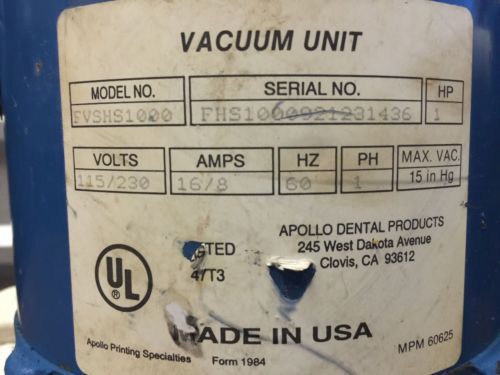 VACUUM UNIT
MODEL NO. SERIAL NO. HP
FVSHS1000 1
VOLTS AMPS HZ PH MAX. VAC.
115/230 16/8 60 1 15 in Hg
APOLLO DENTAL PRODUCTS
245 West Dakota Avenue
Clovis, CA 93612
UL ®
47T3
MADE IN USA
Apollo Printing Specialties Form 1984 MPM 60625